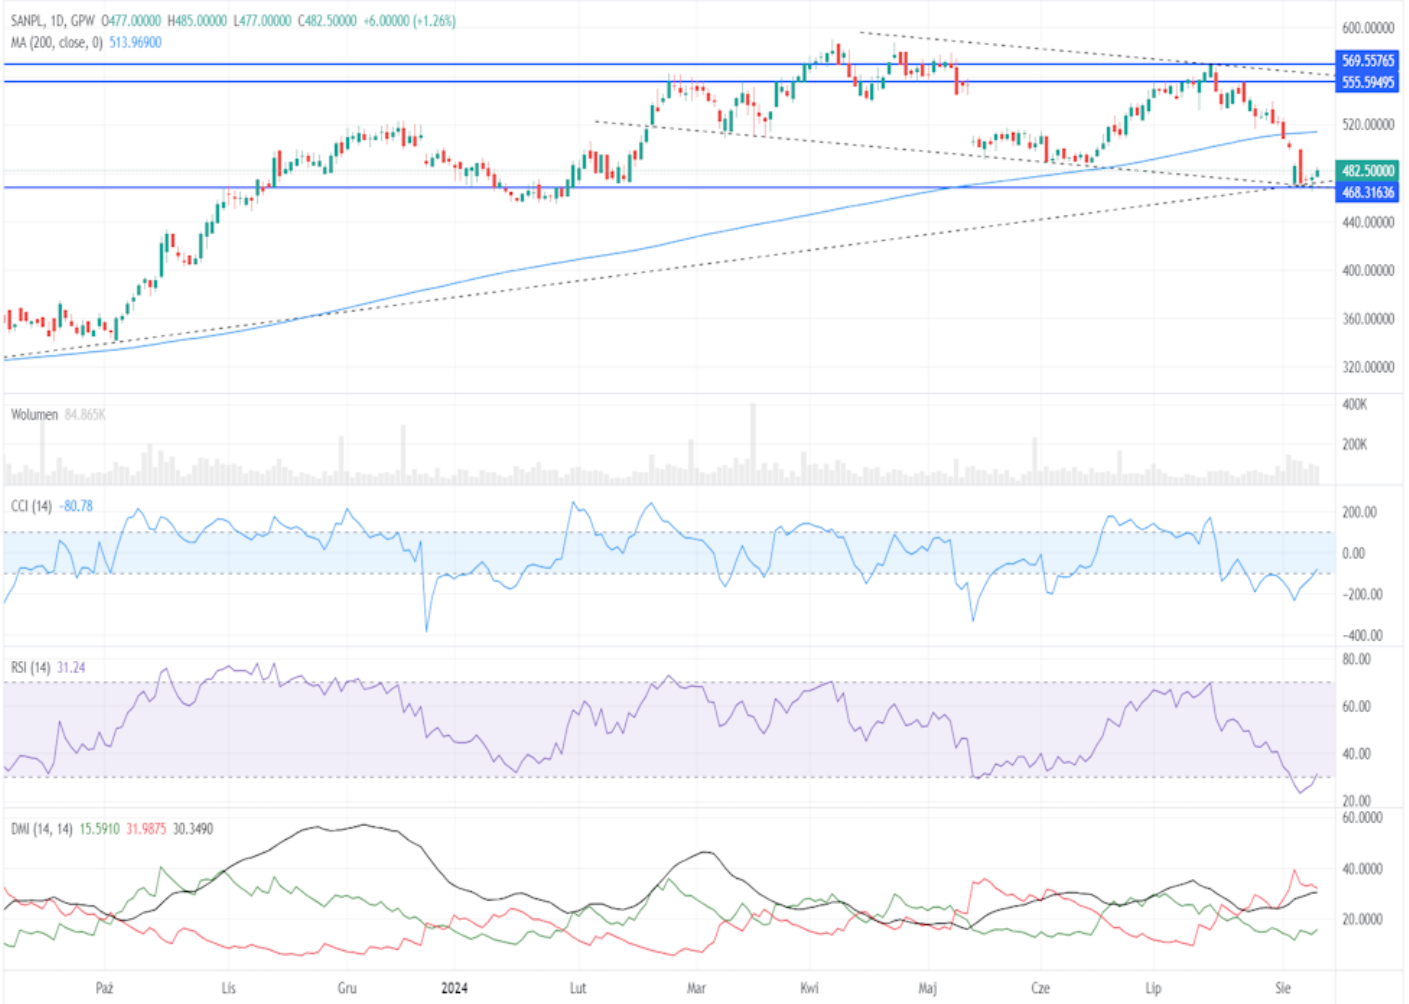 SANPL, 1D, GPW O477.00000 H485.00000 L477.00000 C482.50000 +6.00000 (+1.26%)
MA (200, close, 0) 513.96900
600.00000
569.55765
555.59495
520.00000
482.50000
468.31636
440.00000
400.00000
360.00000
320.00000
Wolumen 84.865K
400K
200K
CCI (14) −80.78
200.00
0.00
−200.00
−400.00
RSI (14) 31.24
80.00
60.00
40.00
20.00
DMI (14, 14) 15.5910 31.9875 30.3490
60.0000
40.0000
20.0000
Paź Lis Gru 2024 Lut Mar Kwi Maj Cze Lip Sie